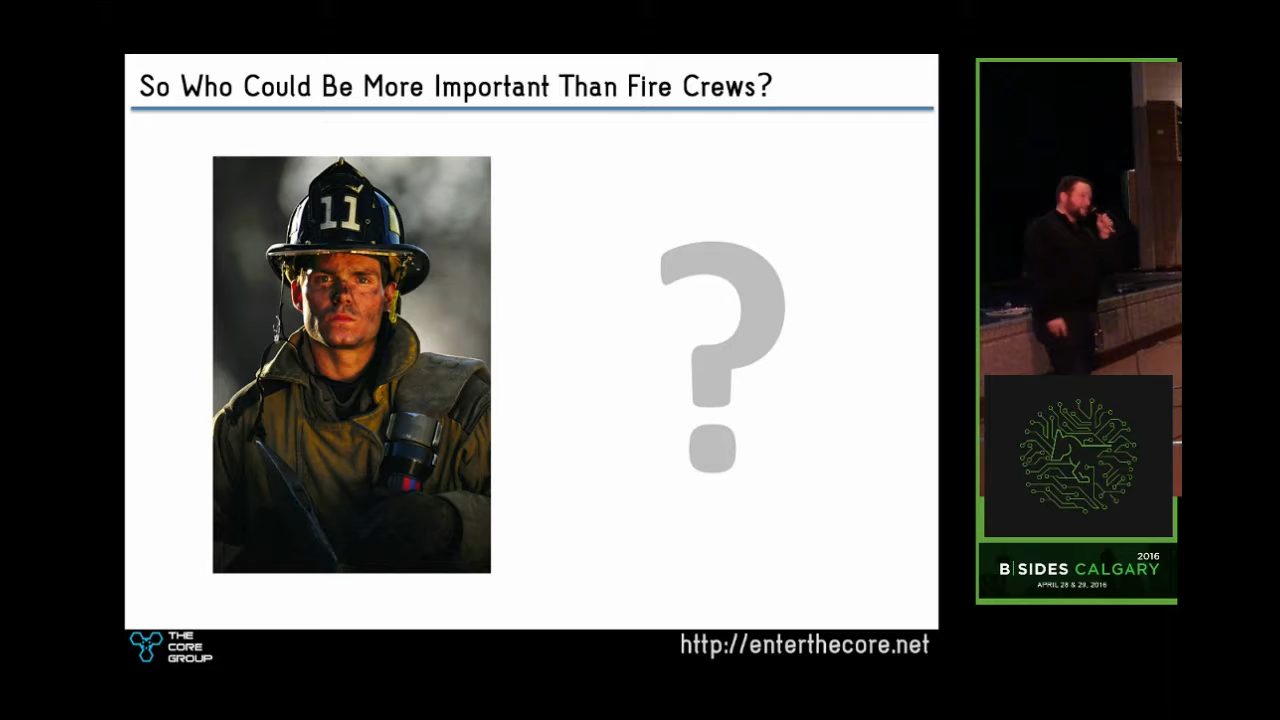 So Who Could Be More Important Than Fire Crews?
11
?
2016
B|SIDES CALGARY
APRIL 28 & 29, 2016
THE
CORE
GROUP
http://enterthecore.net